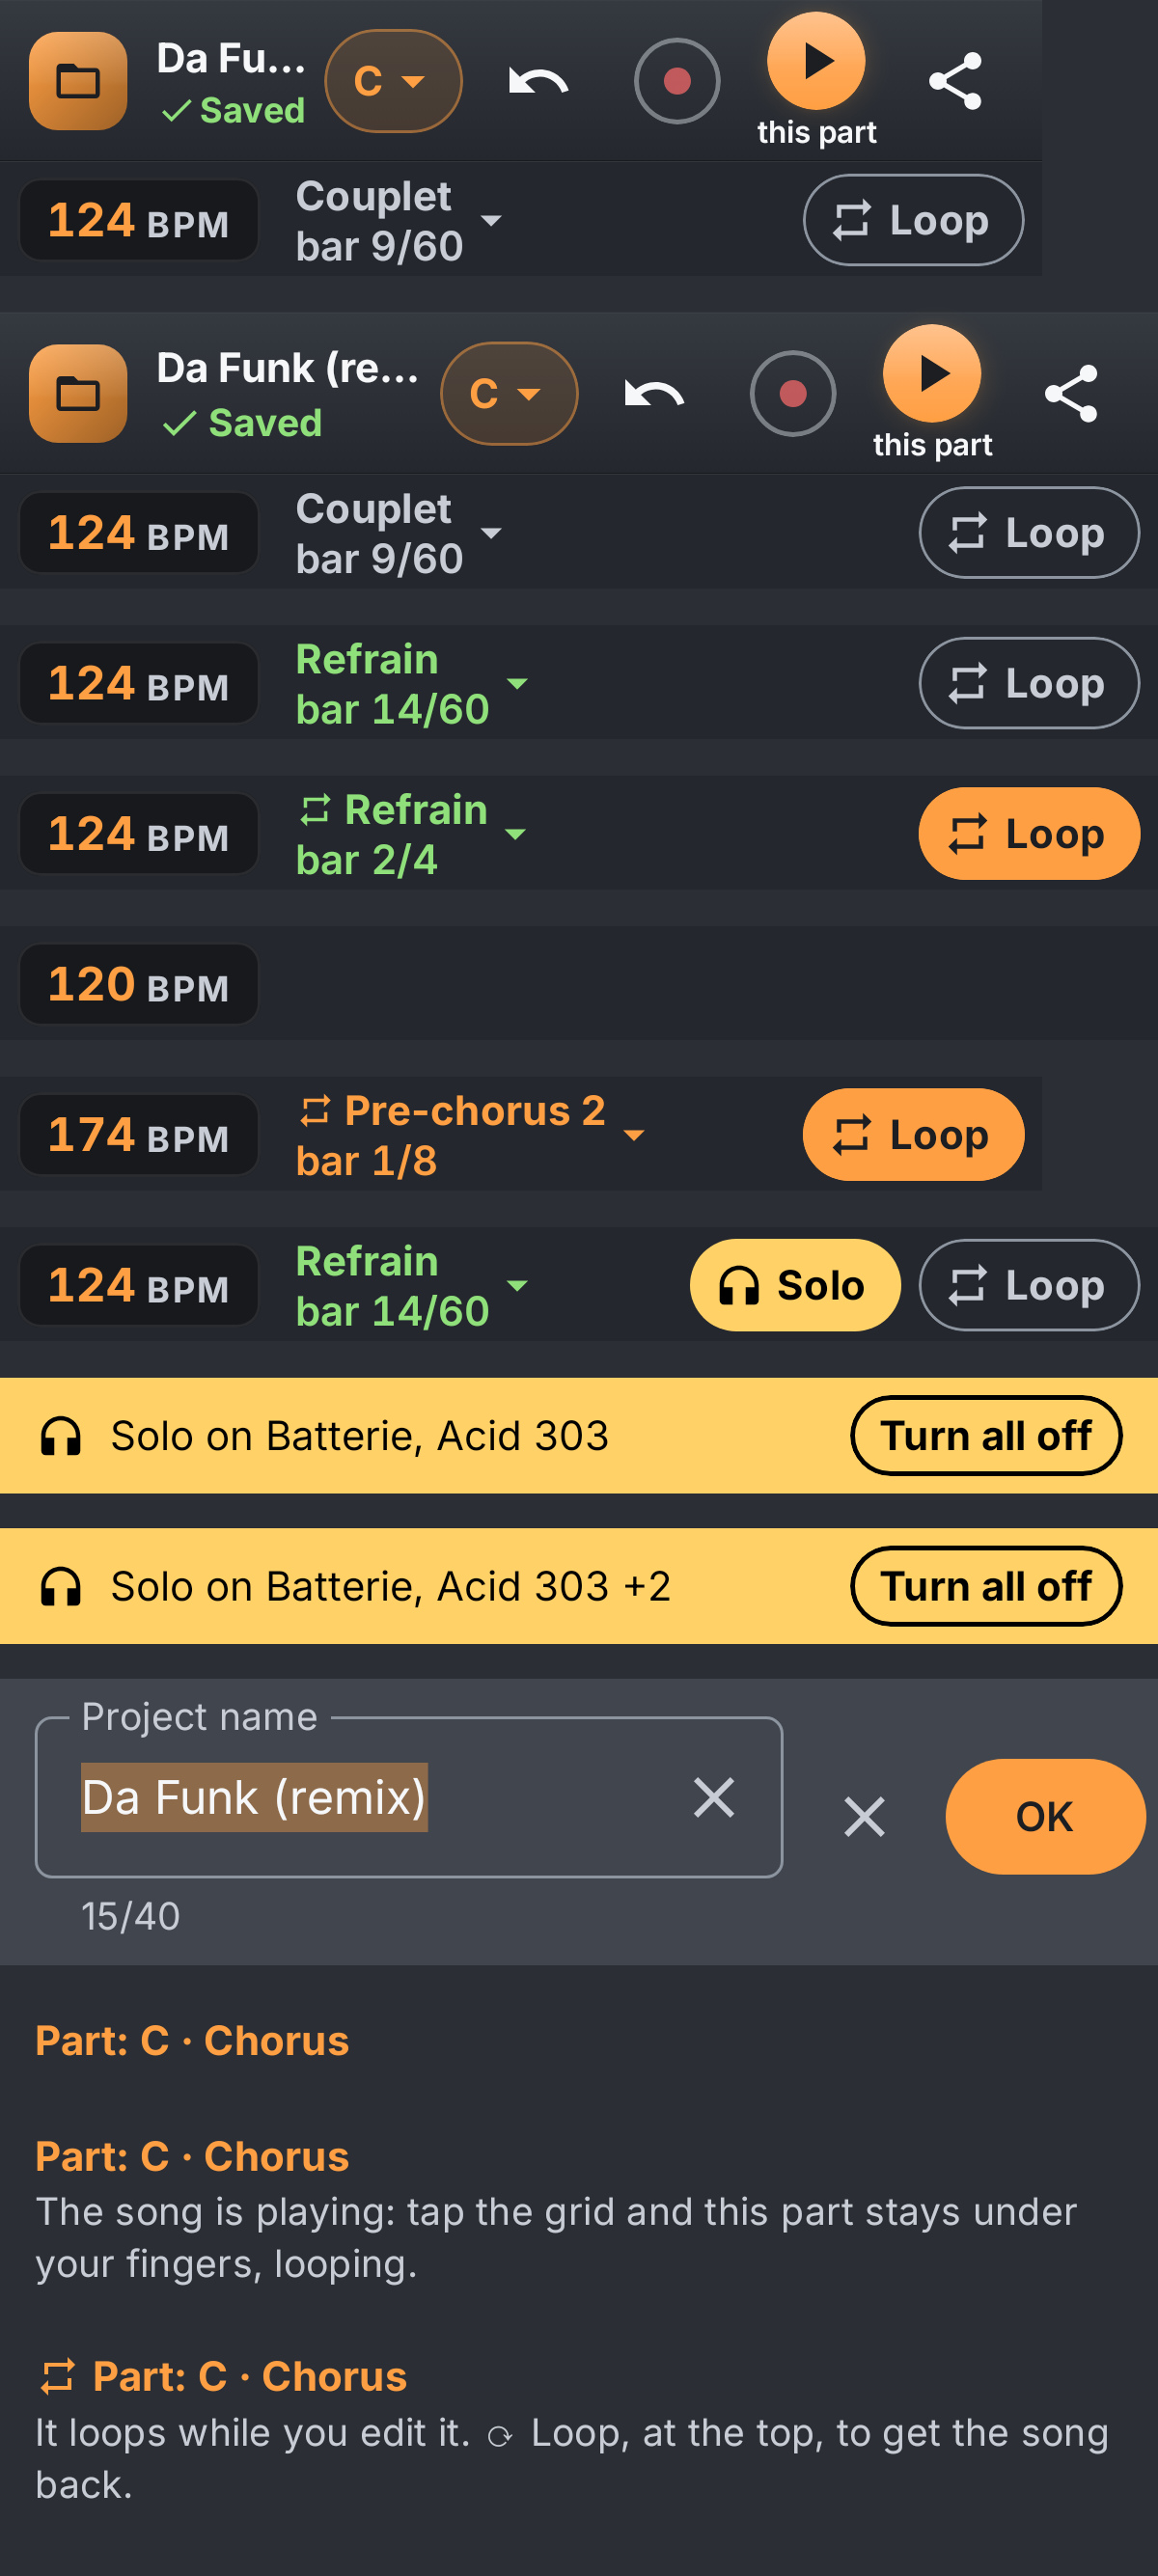 Da Fu...
Saved
C
this part
124 BPM
Couplet
bar 9/60
Loop
Da Funk (re...
Saved
C
this part
124 BPM
Couplet
bar 9/60
Loop
124 BPM
Refrain
bar 14/60
Loop
124 BPM
Refrain
bar 2/4
Loop
120 BPM
174 BPM
Pre-chorus 2
bar 1/8
Loop
124 BPM
Refrain
bar 14/60
Solo
Loop
Solo on Batterie, Acid 303
Turn all off
Solo on Batterie, Acid 303 +2
Turn all off
Project name
Da Funk (remix)
OK
15/40
Part: C · Chorus
Part: C · Chorus
The song is playing: tap the grid and this part stays under
your fingers, looping.
Part: C · Chorus
It loops while you edit it. ⟳ Loop, at the top, to get the song
back.